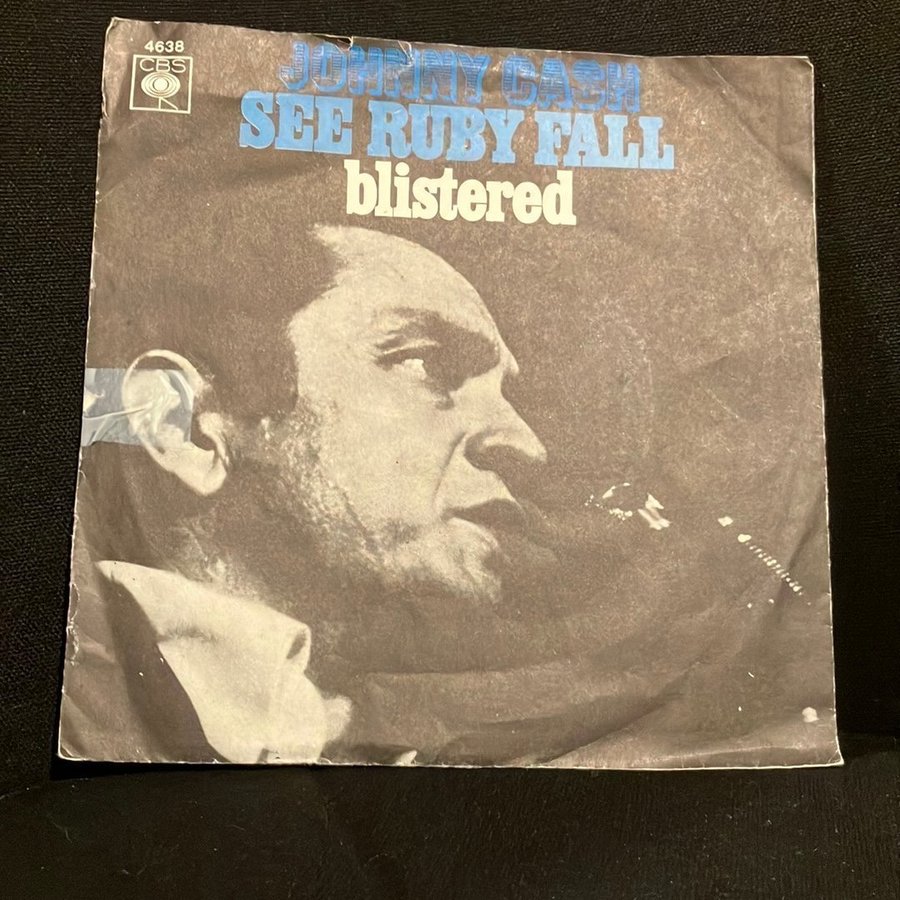 4638
CBS
JOHNNY CASH
SEE RUBY FALL
blistered